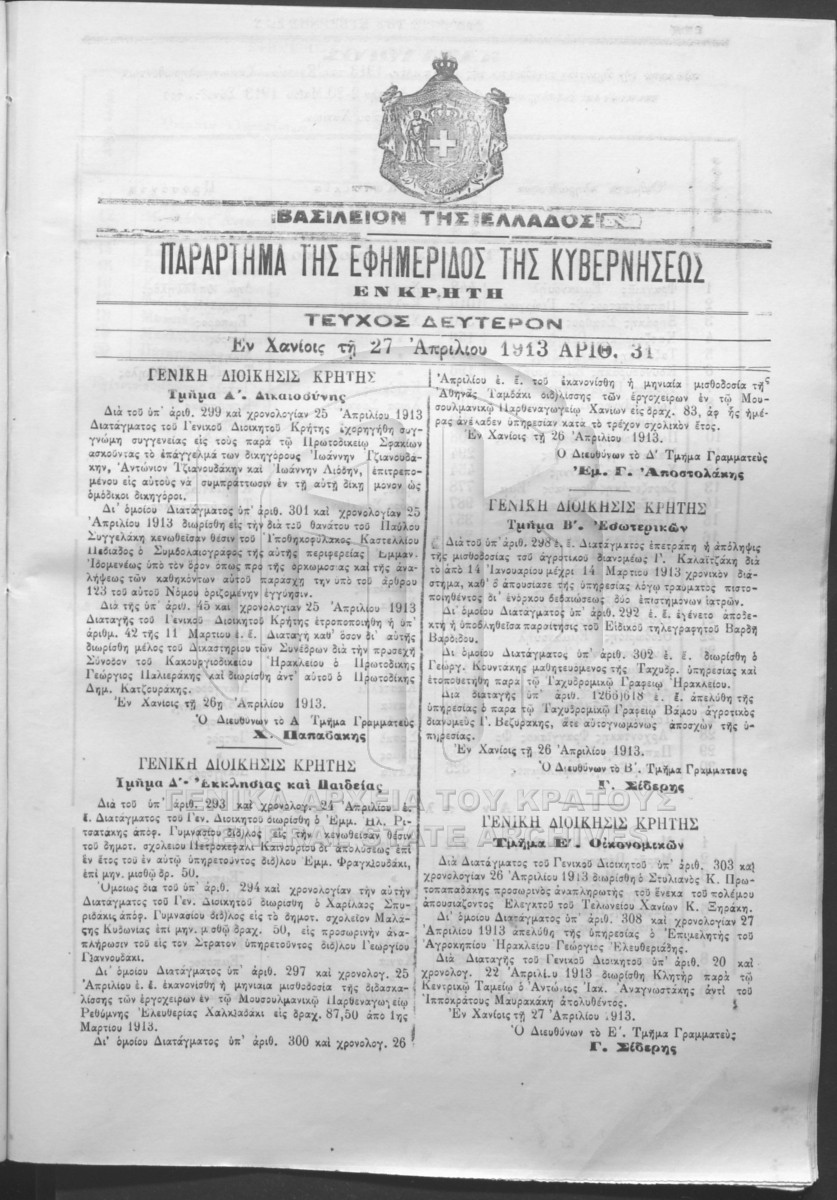 ΒΑΣΙΛΕΙΟΝ ΤΗΣ ΕΛΛΑΔΟΣ
ΠΑΡΑΡΤΗΜΑ ΤΗΣ ΕΦΗΜΕΡΙΔΟΣ ΤΗΣ ΚΥΒΕΡΝΗΣΕΩΣ
ΕΝ ΚΡΗΤΗ
ΤΕΥΧΟΣ ΔΕΥΤΕΡΟΝ
Ἐν Χανίοις τῇ 27 Ἀπριλίου 1913 ΑΡΙΘ. 31
ΓΕΝΙΚΗ ΔΙΟΙΚΗΣΙΣ ΚΡΗΤΗΣ
Τμῆμα Α'. Δικαιοσύνης
Διὰ τοῦ ὑπ' ἀριθ. 299 καὶ χρονολογίαν 25 Ἀπριλίου 1913
Διατάγματος τοῦ Γενικοῦ Διοικητοῦ Κρήτης ἐχορηγήθη συγ-
γνώμη συγγενείας εἰς τοὺς παρὰ τῷ Πρωτοδικείῳ Σφακίων
ἀσκοῦντας τὸ ἐπάγγελμά των δικηγόρους Ἰωάννην Τζιανουδά-
κην, Ἀντώνιον Τζιανουδάκην καὶ Ἰωάννην Λιόδην, ἐπιτρεπο-
μένου εἰς αὐτοὺς νὰ συμπράττωσιν ἐν τῇ αὐτῇ δίκῃ μόνον ὡς
ὁμόδικοι δικηγόροι.
Δι' ὁμοίου Διατάγματος ὑπ' ἀριθ. 301 καὶ χρονολογίαν 25
Ἀπριλίου 1913 διωρίσθη εἰς τὴν διὰ τοῦ θανάτου τοῦ Παύλου
Συγγελάκη κενωθεῖσαν θέσιν τοῦ Ὑποθηκοφύλακος Καστελλίου
Πεδιάδος ὁ Συμβολαιογράφος τῆς αὐτῆς περιφερείας Ἐμμαν.
Ἰδομενέως ὑπὸ τὸν ὅρον ὅπως πρὸ τῆς ὁρκωμοσίας καὶ τῆς ἀνα-
λήψεως τῶν καθηκόντων αὐτοῦ παράσχῃ τὴν ὑπὸ τοῦ ἄρθρου
123 τοῦ αὐτοῦ Νόμου ὁριζομένην ἐγγύησιν.
Διὰ τῆς ὑπ' ἀριθ. 45 καὶ χρονολογίαν 25 Ἀπριλίου 1913
Διαταγῆς τοῦ Γενικοῦ Διοικητοῦ Κρήτης ἐτροποποιήθη ἡ ὑπ'
ἀριθμ. 42 τῆς 11 Μαρτίου ἐ. ἔ. Διαταγὴ καθ' ὅσον δι' αὐτῆς
διωρίσθη μέλος τοῦ Δικαστηρίου τῶν Συνέδρων διὰ τὴν προσεχῆ
Σύνοδον τοῦ Κακουργιοδικείου Ἡρακλείου ὁ Πρωτοδίκης
Γεώργιος Παλιεράκης καὶ διωρίσθη ἀντ' αὐτοῦ ὁ Πρωτοδίκης
Δημ. Κατζουράκης.
Ἐν Χανίοις τῇ 26ῃ Ἀπριλίου 1913.
Ὁ Διευθύνων τὸ Α Τμῆμα Γραμματεὺς
Χ. Παπαδάκης
ΓΕΝΙΚΗ ΔΙΟΙΚΗΣΙΣ ΚΡΗΤΗΣ
Τμῆμα Δ'- Ἐκκλησίας καὶ Παιδείας
Διὰ τοῦ ὑπ' ἀριθ. 293 καὶ χρονολογ. 24 Ἀπριλίου ἐ.
ἔ. Διατάγματος τοῦ Γεν. Διοικητοῦ διωρίσθη ὁ Ἐμμ. Ηλ. Ρι-
τσατάκης ἀπόφ. Γυμνασίου διδ)λος εἰς τὴν κενωθεῖσαν θέσιν
τοῦ δημοτ. σχολείου Πετροκεφάλι Καινουρίου δι' ἀπολύσεως ἐπὶ
ἓν ἔτος τοῦ ἐν αὐτῷ ὑπηρετοῦντος διδ)λου Ἐμμ. Φραγκιουδάκι,
ἐπὶ μην. μισθῷ δρ. 50.
Ὁμοίως διὰ τοῦ ὑπ' ἀριθ. 294 καὶ χρονολογίαν τὴν αὐτὴν
Διατάγματος τοῦ Γεν. Διοικητοῦ διωρίσθη ὁ Χαρίλαος Σπυ-
ριδάκις ἀπόφ. Γυμνασίου διδ)λος εἰς τὸ δημοτ. σχολεῖον Μαλά-
ξης Κυδωνίας ἐπὶ μην. μισθῷ δραχ. 50, εἰς προσωρινὴν ἀνα-
πλήρωσιν τοῦ εἰς τὸν Στρατὸν ὑπηρετοῦντος διδ)λου Γεωργίου
Γιαννουδάκι.
Δι' ὁμοίου Διατάγματος ὑπ' ἀριθ. 297 καὶ χρονολογ. 25
Ἀπριλίου ἐ. ἔ. ἐκανονίσθη ἡ μηνιαία μισθοδοσία τῆς διδασκα-
λίσσης τῶν ἐργοχείρων ἐν τῷ Μουσουλμανικῷ Παρθεναγωγείῳ
Ρεθύμνης Ἐλευθερίας Χαλκιαδάκι εἰς δραχ. 87,50 ἀπὸ 1ης
Μαρτίου 1913.
Δι' ὁμοίου Διατάγματος ὑπ' ἀριθ. 300 καὶ χρονολογ. 26
Ἀπριλίου ἐ. ἔ. τοῦ ἐκανονίσθη ἡ μηνιαία μισθοδοσία τῆς
Ἀθηνᾶς Ταμδάκι διδ)λίσσης τῶν ἐργοχείρων ἐν τῷ Μου-
σουλμανικῷ Παρθεναγωγείῳ Χανίων εἰς δραχ. 83, ἀφ ἧς ἡμέ-
ρας ἀνέλαβεν ὑπηρεσίαν κατὰ τὸ τρέχον σχολικὸν ἔτος.
Ἐν Χανίοις τῇ 26 Ἀπριλίου 1913.
Ὁ Διευθύνων τὸ Δ' Τμῆμα Γραμματεὺς
Ἐμ. Γ. Ἀποστολάκης
ΓΕΝΙΚΗ ΔΙΟΙΚΗΣΙΣ ΚΡΗΤΗΣ
Τμῆμα Β'. Ἐσωτερικῶν
Διὰ τοῦ ὑπ' ἀριθ. 298 ἐ. ἔ. Διατάγματος ἐπετράπη ἡ ἀπόληψις
τῆς μισθοδοσίας τοῦ ἀγροτικοῦ διανομέως Γ. Καλαϊτζάκη διὰ
τὸ ἀπὸ 14 Ἰανουαρίου μέχρι 14 Μαρτίου 1913 χρονικὸν διά-
στημα, καθ' ὃ ἀπουσίασε τῆς ὑπηρεσίας λόγῳ τραύματος πιστο-
ποιηθέντος δι' ἐνόρκου βεβαιώσεως δύο ἐπιστημόνων ἰατρῶν.
Δι' ὁμοίου Διατάγματος ὑπ' ἀριθ. 292 ἐ. ἔ. ἐγένετο ἀποδε-
κτὴ ἡ ὑποβληθεῖσα παραίτησις τοῦ Εἰδικοῦ τηλεγραφητοῦ Βαρδῆ
Βαρδίδου.
Δι ὁμοίου Διατάγματος ὑπ' ἀριθ. 302 ἐ. ἔ. διωρίσθη ὁ
Γεωργ. Κουντάκης μαθητευόμενος τῆς Ταχυδρ. ὑπηρεσίας καὶ
ἐτοποθετήθη παρὰ τῷ Ταχυδρομικῷ Γραφείῳ Ἡρακλείου.
Διὰ διαταγῆς ὑπ' ἀριθ. 1266)618 ἐ. ἔ. ἀπελύθη τῆς
ὑπηρεσίας ὁ παρὰ τῷ Ταχυδρομικῷ Γραφείῳ Βάμου ἀγροτικὸς
διανομεὺς Γ. Βεζυράκης, ἅτε αὐτογνωμόνως ἀποσχὼν τῆς ὑ-
πηρεσίας.
Ἐν Χανίοις τῇ 26 Ἀπριλίου 1913.
Ὁ Διευθύνων τὸ Β'. Τμῆμα Γραμματεὺς
Γ. Σιδερῆς
ΓΕΝΙΚΗ ΔΙΟΙΚΗΣΙΣ ΚΡΗΤΗΣ
Τμῆμα Ε'. Οἰκονομικῶν
Διὰ Διατάγματος τοῦ Γενικοῦ Διοικητοῦ ὑπ' ἀριθ. 303 καὶ
χρονολογίαν 26 Ἀπριλίου 1913 διωρίσθη ὁ Στυλιανὸς Κ. Πρω-
τοπαπαδάκης προσωρινὸς ἀναπληρωτὴς τοῦ ἕνεκα τοῦ πολέμου
ἀπουσιάζοντος Ἐλεγκτοῦ τοῦ Τελωνείου Χανίων Κ. Ξηράκη.
Δι' ὁμοίου Διατάγματος ὑπ' ἀριθ. 308 καὶ χρονολογίαν 27
Ἀπριλίου 1913 ἀπελύθη τῆς ὑπηρεσίας ὁ Ἐπιμελητὴς τοῦ
Ἀγροκηπίου Ἡρακλείου Γεώργιος Ἐλευθεριάδης.
Διὰ Διαταγῆς τοῦ Γενικοῦ Διοικητοῦ ὑπ' ἀριθ. 20 καὶ
χρονολογ. 22 Ἀπριλίου 1913 διωρίσθη Κλητὴρ παρὰ τῷ
Κεντρικῷ Ταμείῳ ὁ Ἀντώνιος Ιακ. Ἀναγνωστάκης ἀντὶ τοῦ
Ἱπποκράτους Μαυρακάκη ἀπολυθέντος.
Ἐν Χανίοις τῇ 27 Ἀπριλίου 1913.
Ὁ Διευθύνων τὸ Ε'. Τμῆμα Γραμματεὺς
Γ. Σιδερῆς
ΓΕΝΙΚΑ ΑΡΧΕΙΑ ΤΟΥ ΚΡΑΤΟΥΣ
STATE ARCHIVES